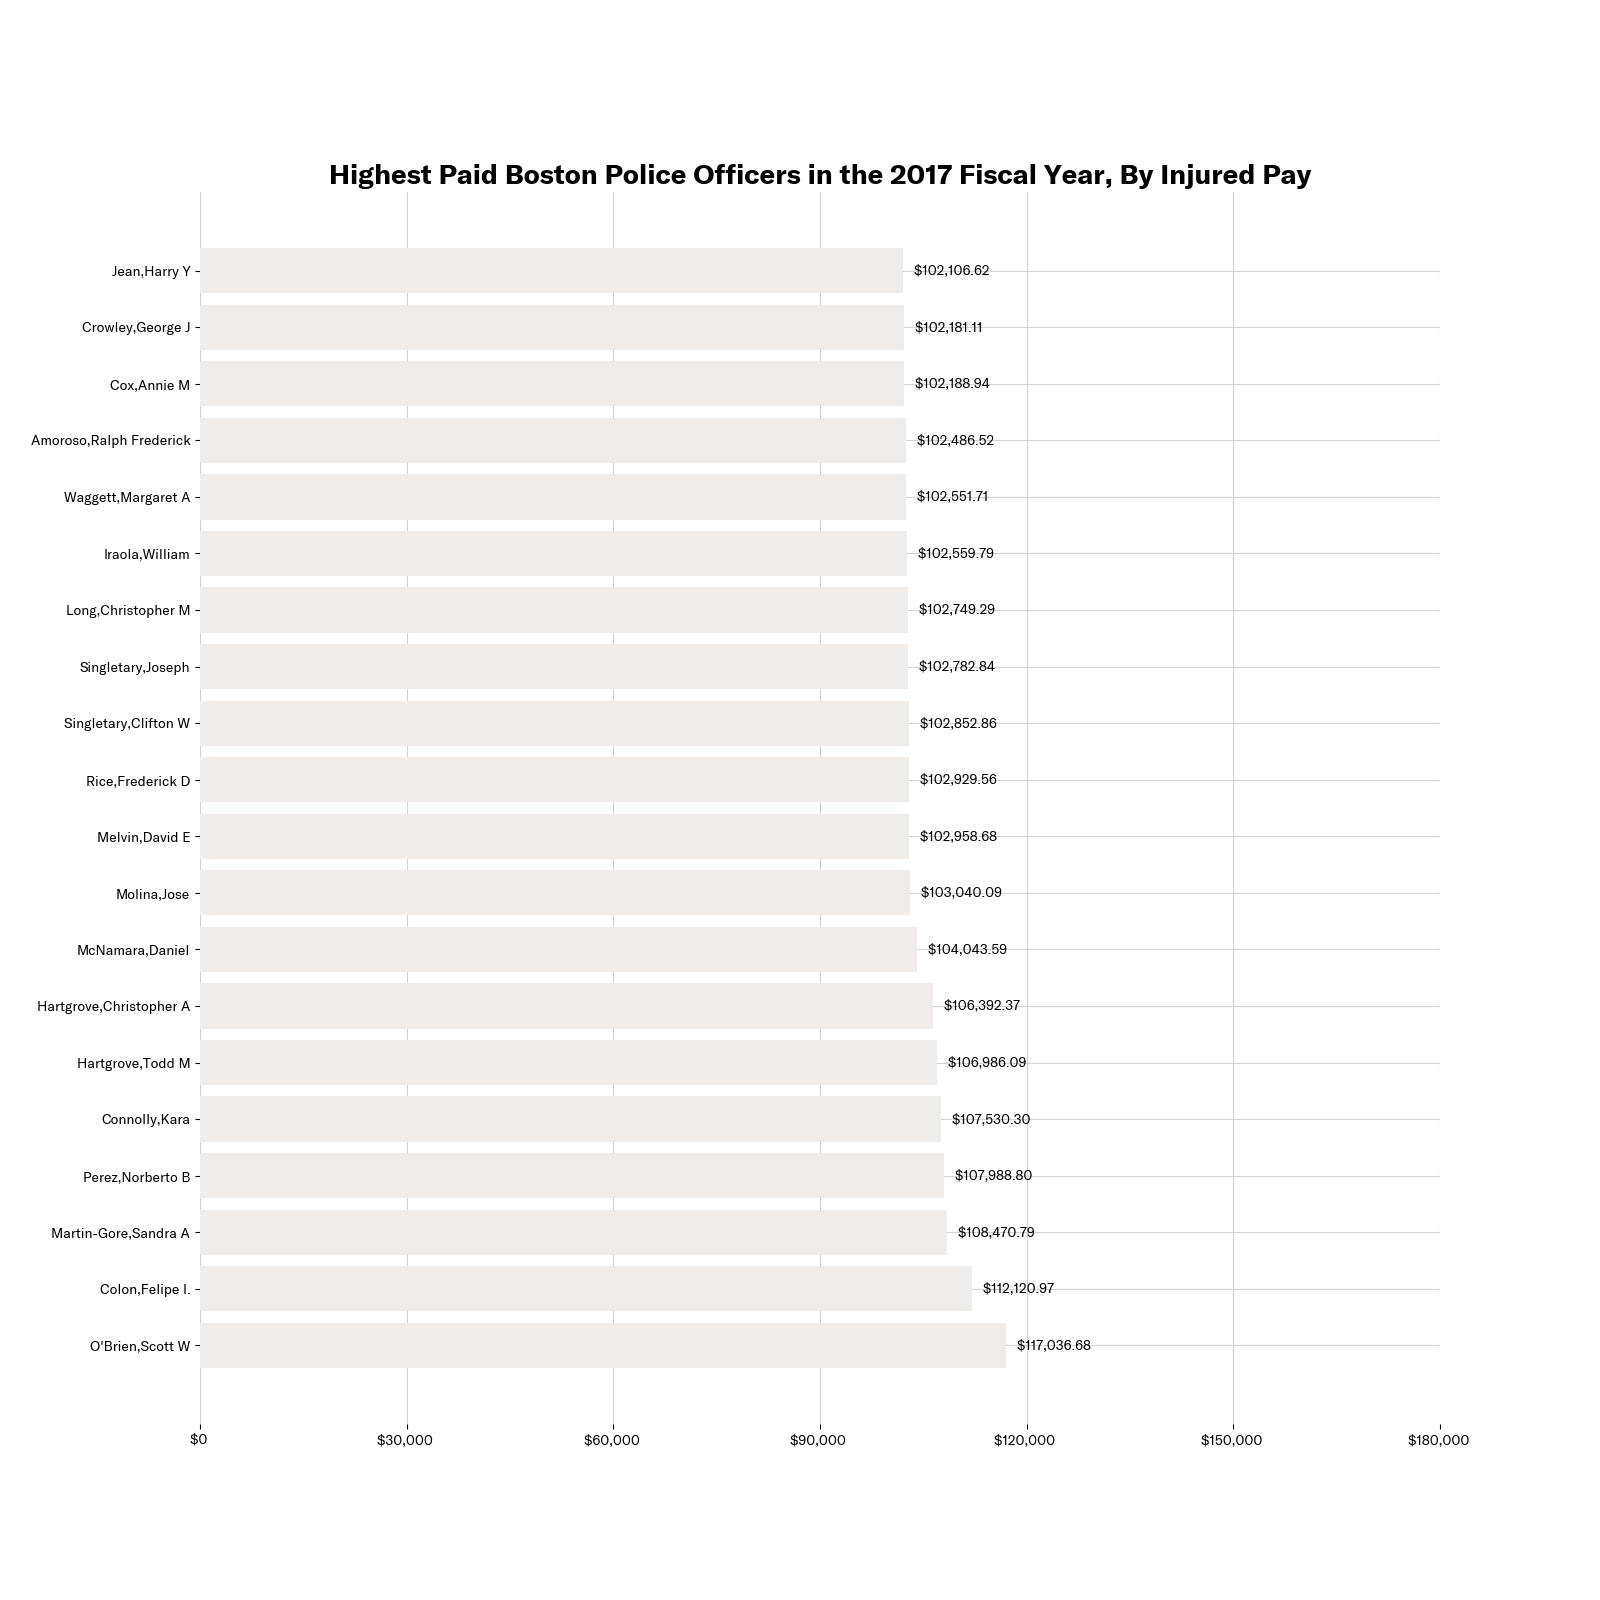 Highest Paid Boston Police Officers in the 2017 Fiscal Year, By Injured Pay
Jean,Harry Y $102,106.62
Crowley,George J $102,181.11
Cox,Annie M $102,188.94
Amoroso,Ralph Frederick $102,486.52
Waggett,Margaret A $102,551.71
Iraola,William $102,559.79
Long,Christopher M $102,749.29
Singletary,Joseph $102,782.84
Singletary,Clifton W $102,852.86
Rice,Frederick D $102,929.56
Melvin,David E $102,958.68
Molina,Jose $103,040.09
McNamara,Daniel $104,043.59
Hartgrove,Christopher A $106,392.37
Hartgrove,Todd M $106,986.09
Connolly,Kara $107,530.30
Perez,Norberto B $107,988.80
Martin-Gore,Sandra A $108,470.79
Colon,Felipe I. $112,120.97
O'Brien,Scott W $117,036.68
$0 $30,000 $60,000 $90,000 $120,000 $150,000 $180,000